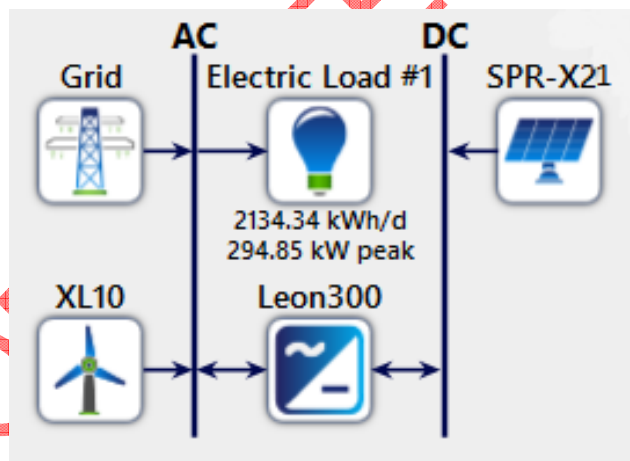 AC DC
Grid Electric Load #1 SPR-X21
2134.34 kWh/d
294.85 kW peak
XL10 Leon300